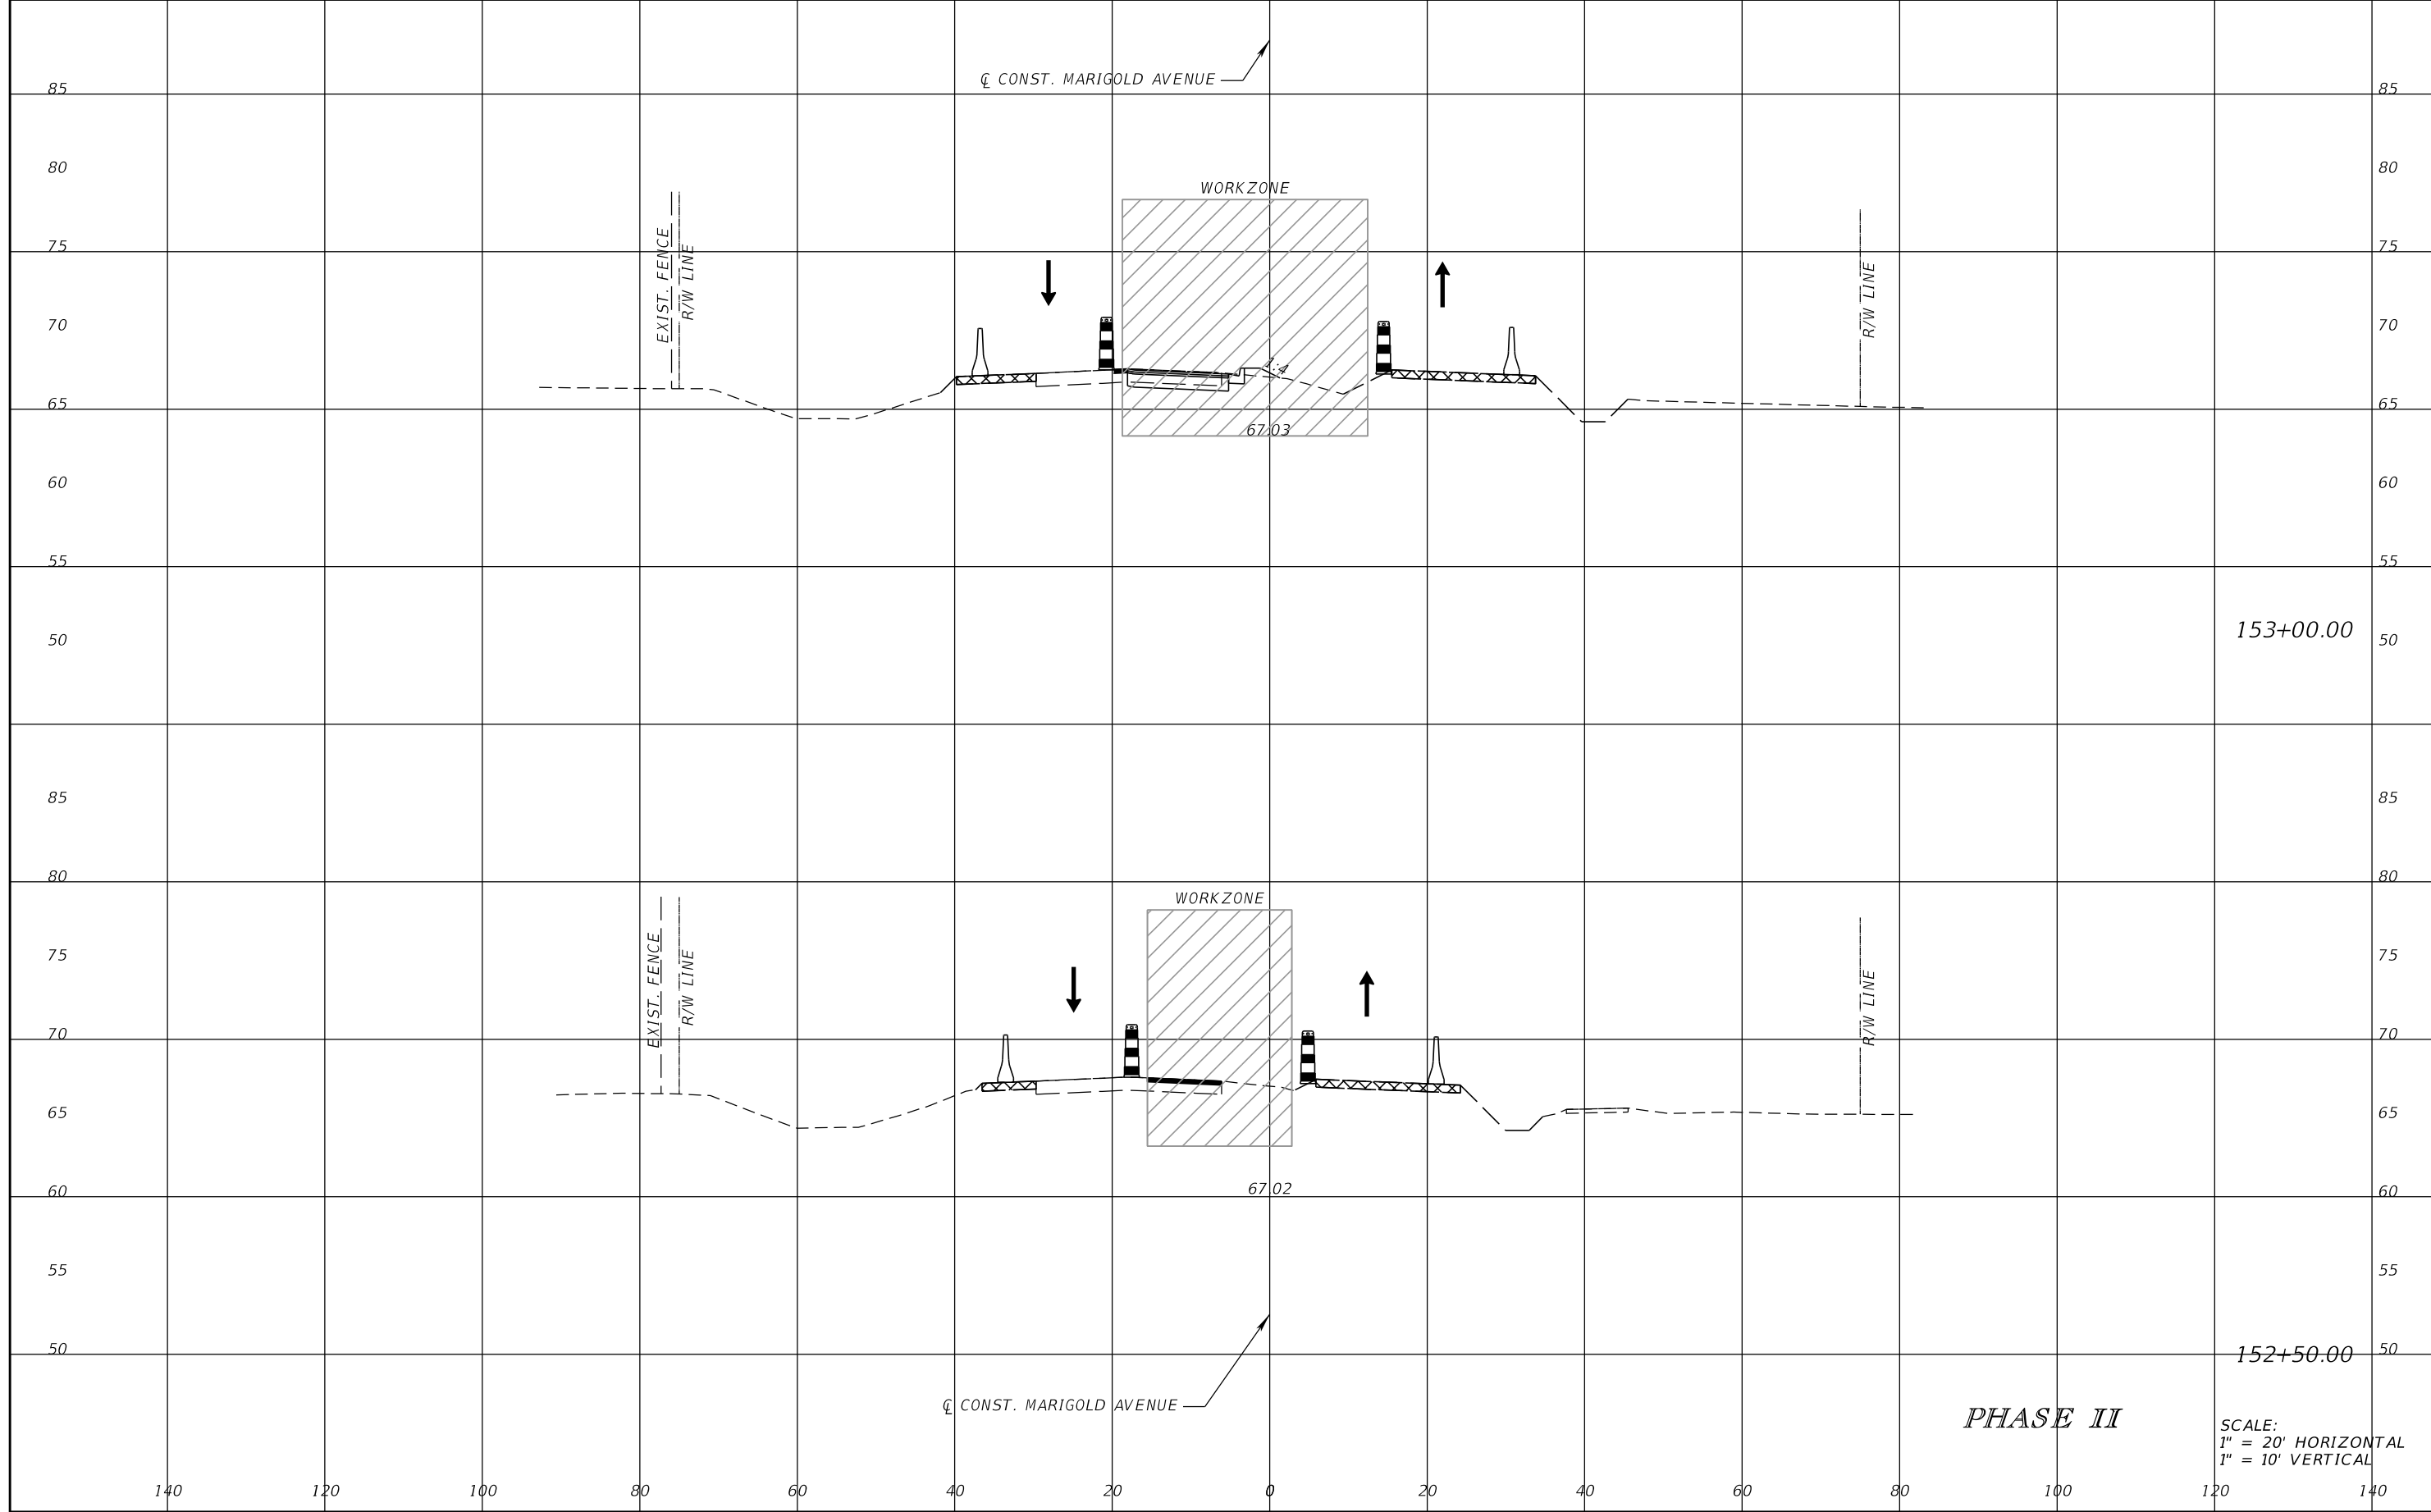 ℄ CONST. MARIGOLD AVENUE
85 85
80 80
WORKZONE
EXIST. FENCE
R/W LINE
R/W LINE
75 75
70 70
1:4
65 65
67.03
60 60
55 55
153+00.00
50 50
85 85
80 80
WORKZONE
EXIST. FENCE
R/W LINE
R/W LINE
75 75
70 70
65 65
67.02
60 60
55 55
50 50
152+50.00
℄ CONST. MARIGOLD AVENUE
PHASE II
SCALE:
1" = 20' HORIZONTAL
1" = 10' VERTICAL
140 120 100 80 60 40 20 0 20 40 60 80 100 120 140